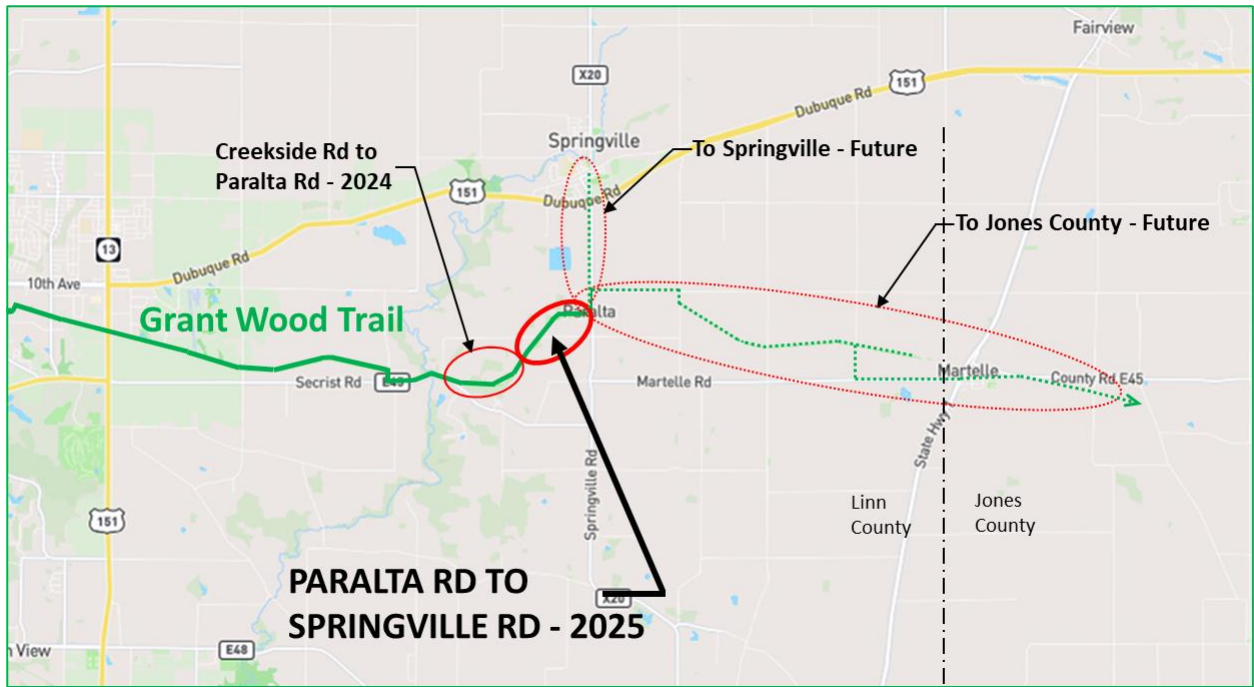 Fairview
X20
151
Dubuque Rd
Springville
To Springville - Future
Creekside Rd to
Paralta Rd - 2024
151
Dubuque Rd
13
To Jones County - Future
10th Ave
Dubuque Rd
Grant Wood Trail
Paralta
Secrist Rd
E45
Martelle Rd
Martelle
County Rd E45
State Hwy 1
Springville Rd
Linn
County
Jones
County
151
PARALTA RD TO
SPRINGVILLE RD - 2025
X20
View
E48